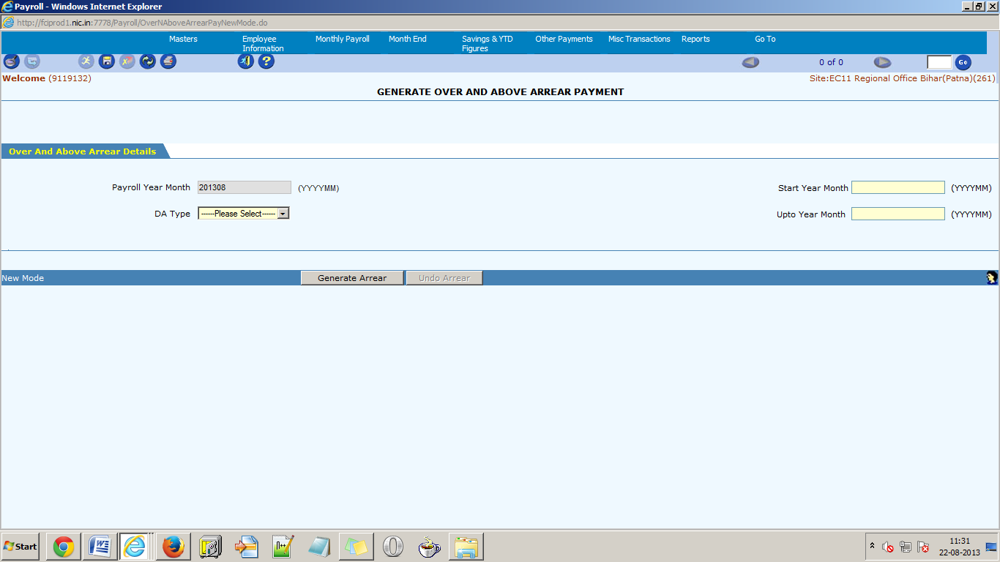 Payroll - Windows Internet Explorer
http://fciprod1.nic.in:7778/Payroll/OverNAboveArrearPayNewMode.do
Masters Employee Information Monthly Payroll Month End Savings & YTD Figures Other Payments Misc Transactions Reports Go To
0 of 0 Go
Welcome (9119132) Site:EC11 Regional Office Bihar(Patna)(261)
GENERATE OVER AND ABOVE ARREAR PAYMENT
Over And Above Arrear Details
Payroll Year Month 201308 (YYYYMM) Start Year Month (YYYYMM)
DA Type ------Please Select------ Upto Year Month (YYYYMM)
New Mode Generate Arrear Undo Arrear
Start 11:31
22-08-2013